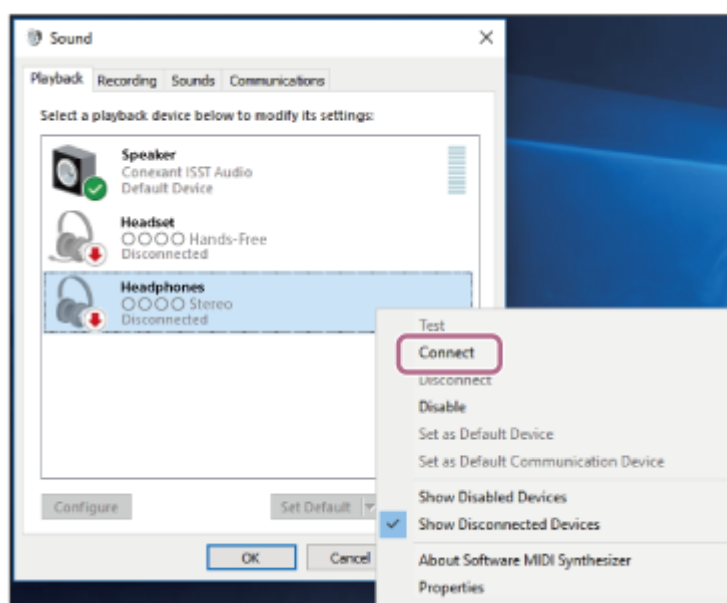 Sound
Playback Recording Sounds Communications
Select a playback device below to modify its settings:
Speaker
Conexant ISST Audio
Default Device
Headset
○○○○ Hands-Free
Disconnected
Headphones
○○○○ Stereo
Disconnected
Test
Connect
Disconnect
Disable
Set as Default Device
Set as Default Communication Device
Show Disabled Devices
Show Disconnected Devices
About Software MIDI Synthesizer
Properties
Configure Set Default
OK Cancel